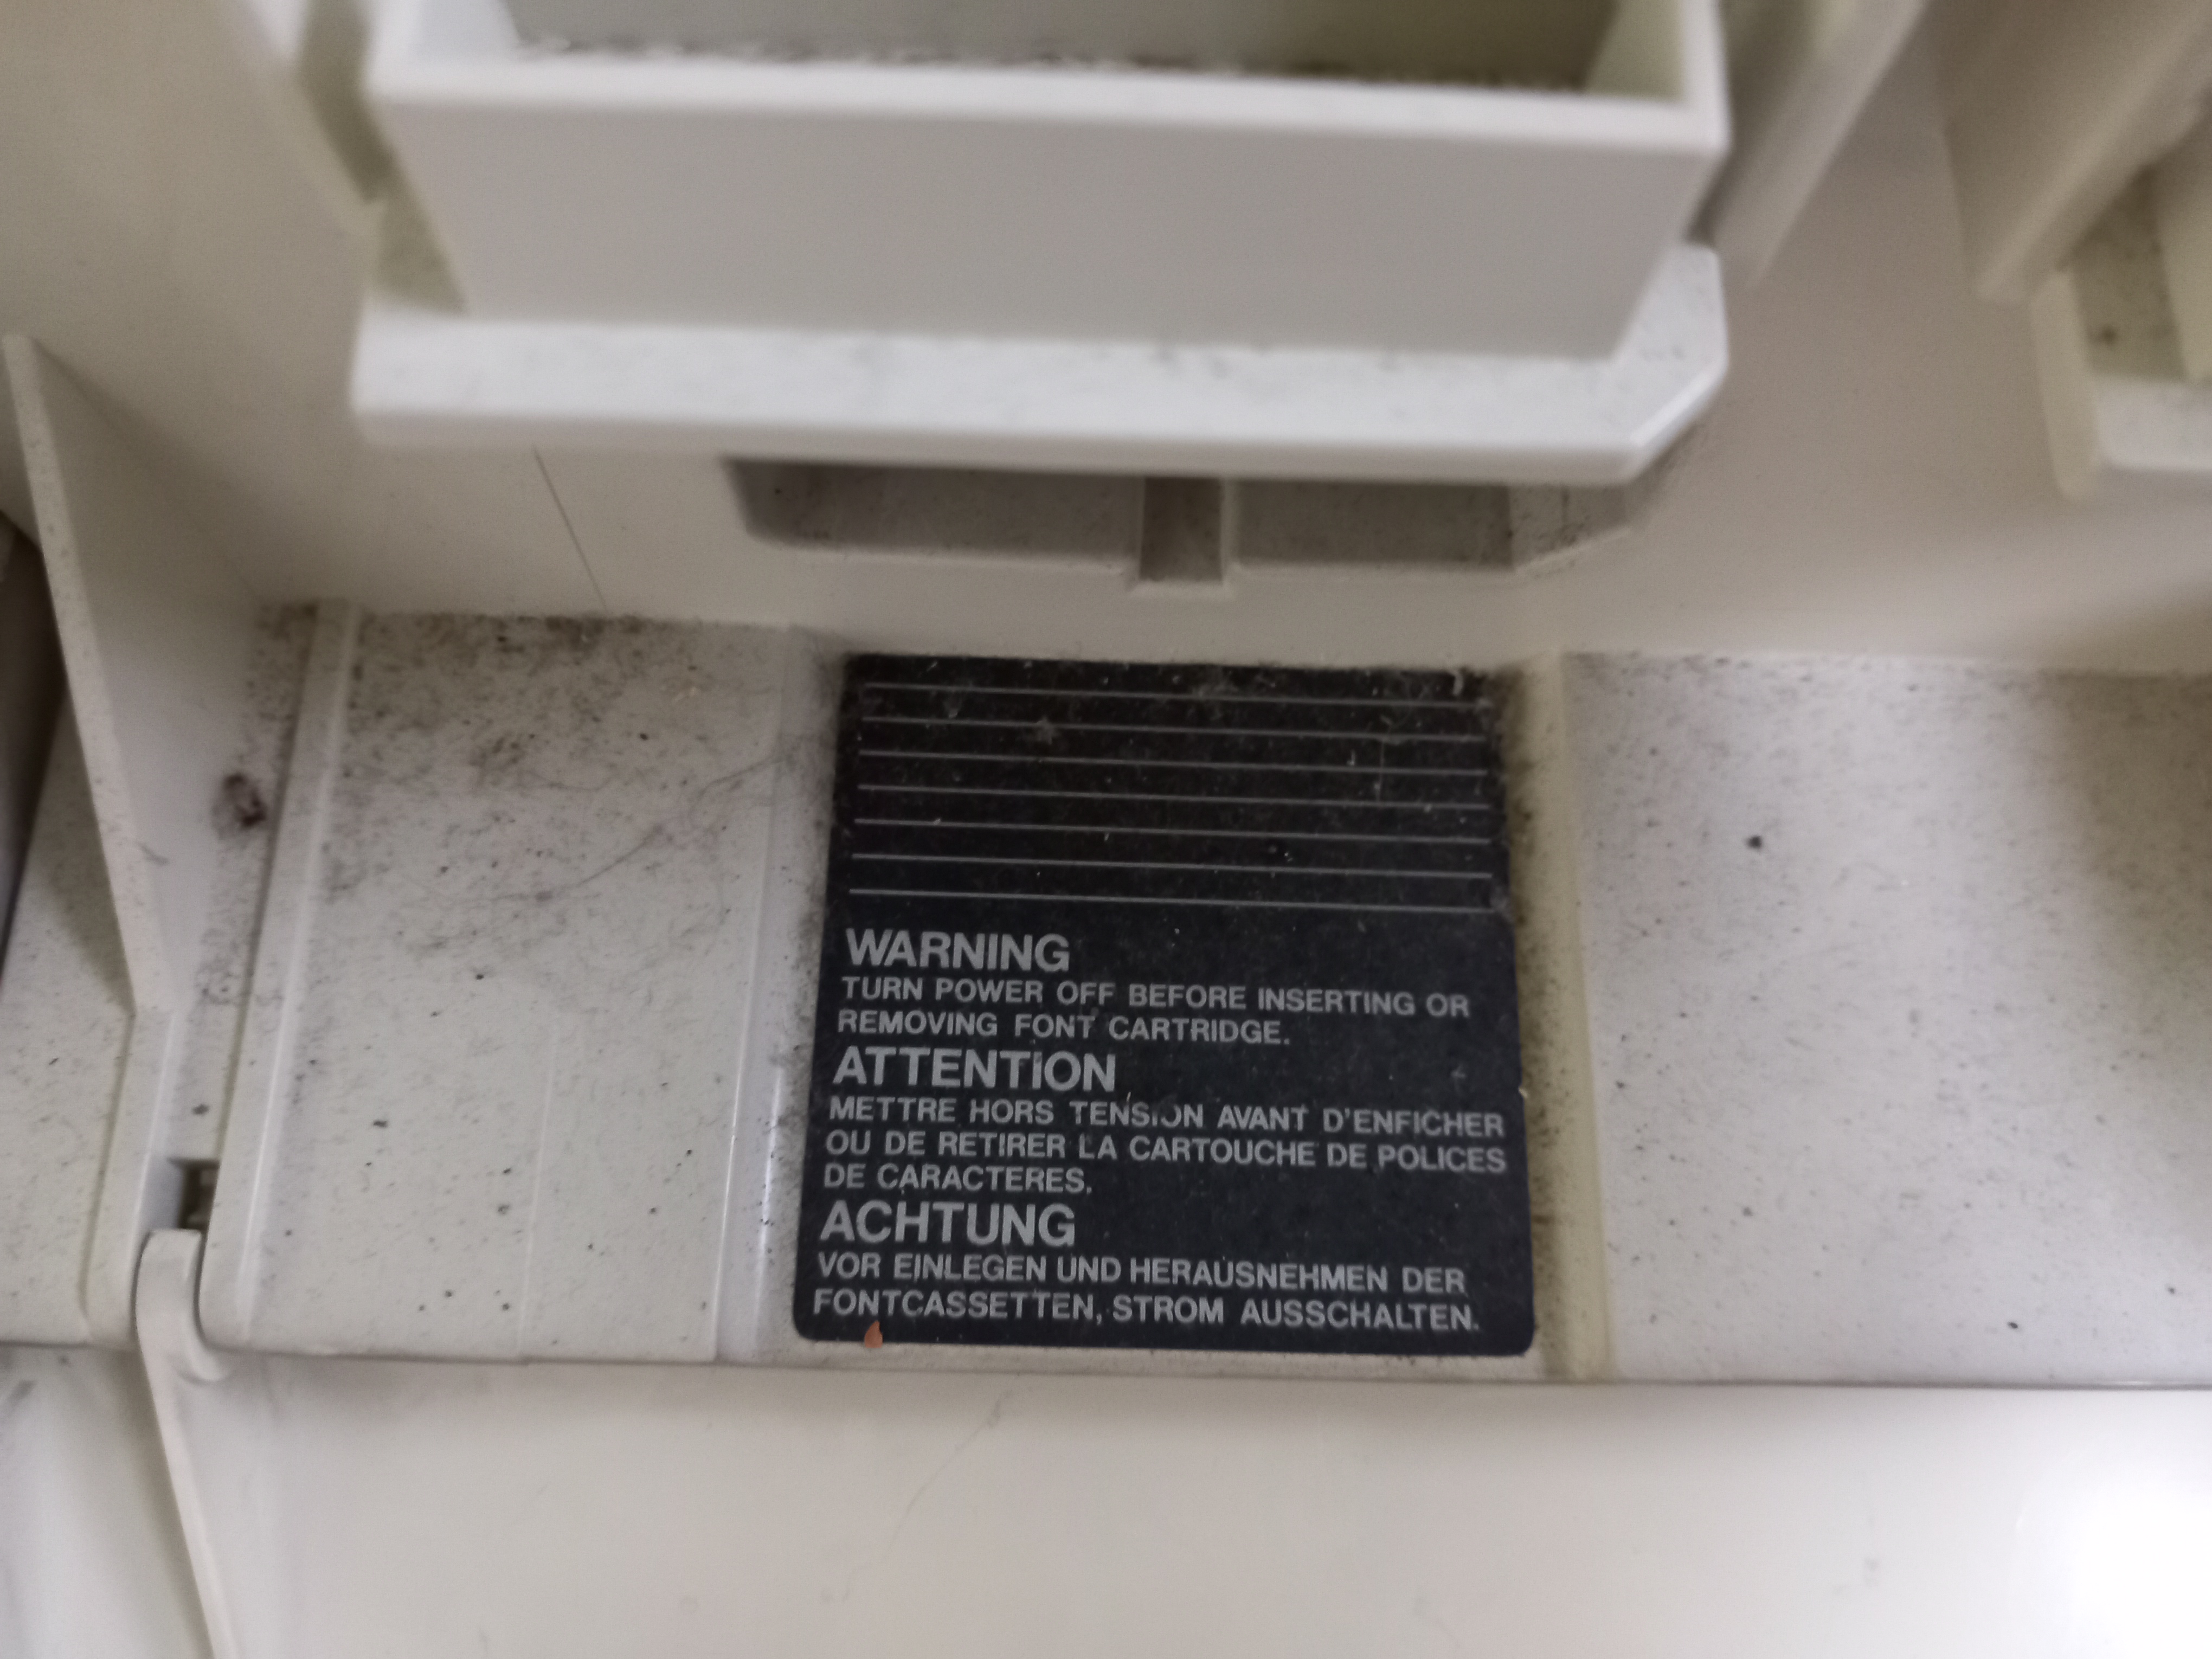 WARNING
TURN POWER OFF BEFORE INSERTING OR
REMOVING FONT CARTRIDGE.
ATTENTION
METTRE HORS TENSION AVANT D'ENFICHER
OU DE RETIRER LA CARTOUCHE DE POLICES
DE CARACTERES.
ACHTUNG
VOR EINLEGEN UND HERAUSNEHMEN DER
FONTCASSETTEN, STROM AUSSCHALTEN.